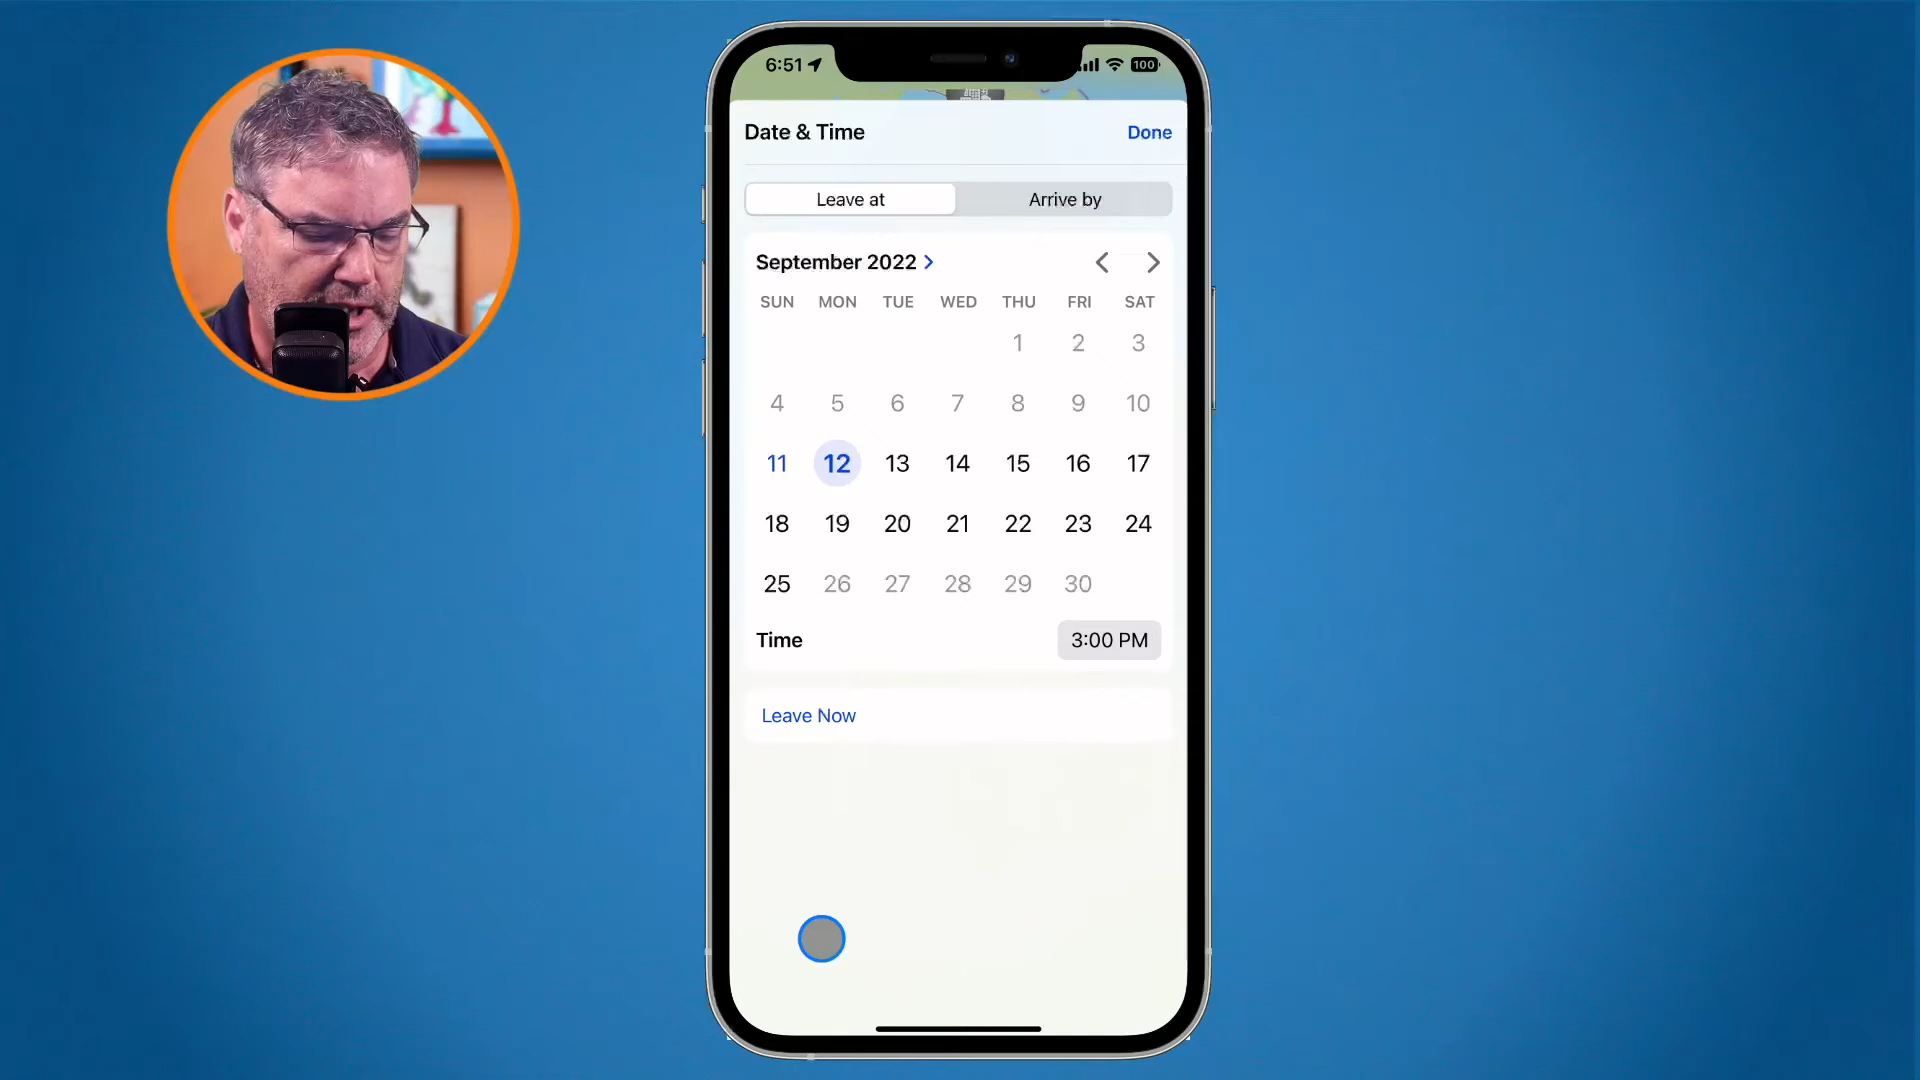 6:51 100
Date & Time Done
Leave at Arrive by
September 2022
SUN MON TUE WED THU FRI SAT
1 2 3
4 5 6 7 8 9 10
11 12 13 14 15 16 17
18 19 20 21 22 23 24
25 26 27 28 29 30
Time 3:00 PM
Leave Now